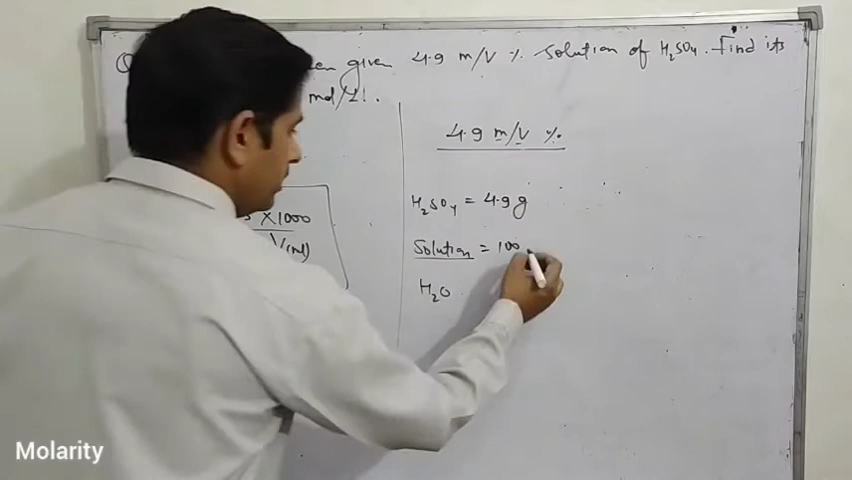 given 4.9 m/V % solution of H₂SO₄. Find its
mol/L).
4.9 m/V %
H₂SO₄ = 4.9 g
Solution = 100
H₂O
X 1000
V(ml)
Molarity